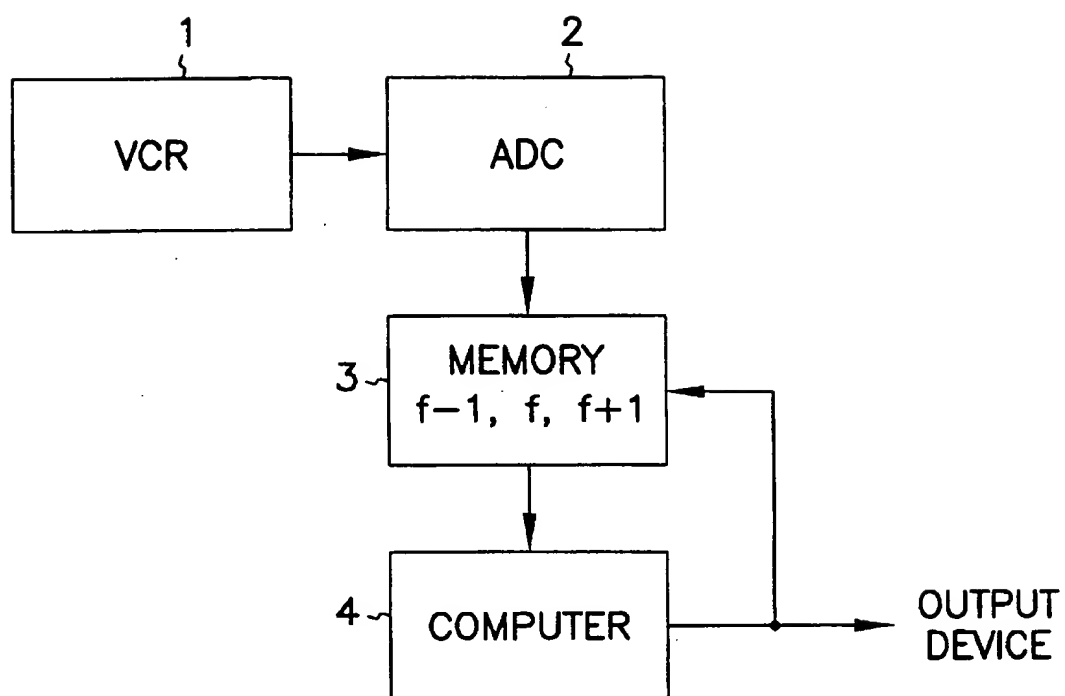 1
2
VCR
ADC
3
MEMORY
f-1, f, f+1
4
COMPUTER
OUTPUT
DEVICE